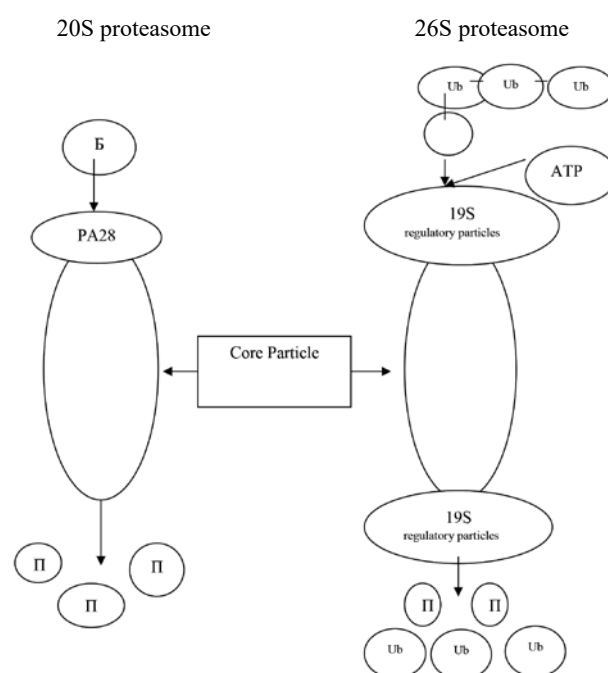 20S proteasome
26S proteasome
Ub Ub Ub
Б
ATP
PA28
19S
regulatory particles
Core Particle
19S
regulatory particles
П П П
П П
Ub Ub Ub